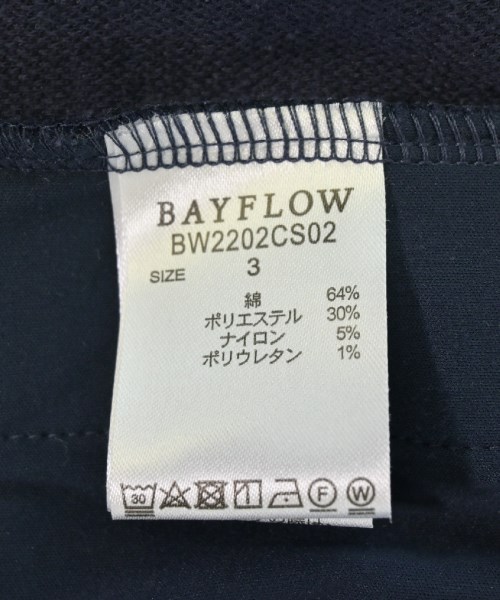 BAYFLOW
BW2202CS02
SIZE 3
綿 64%
ポリエステル 30%
ナイロン 5%
ポリウレタン 1%
30 F W